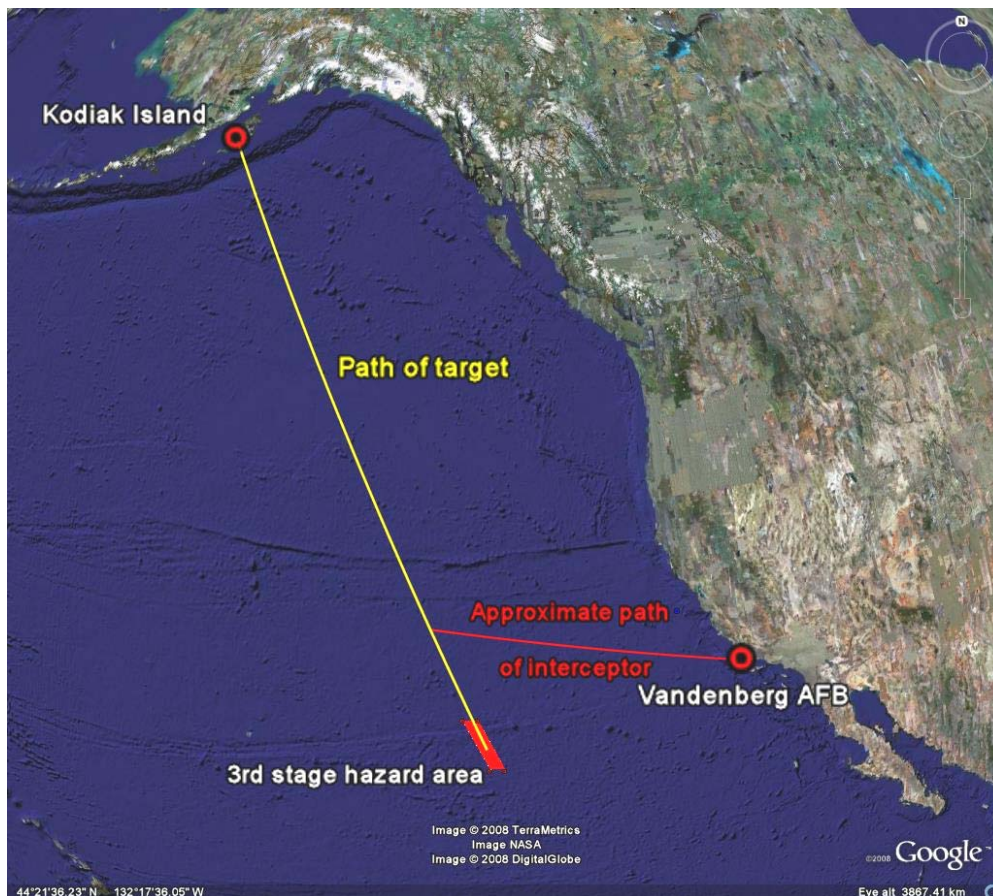 N
Kodiak Island
Path of target
Approximate path
of interceptor
Vandenberg AFB
3rd stage hazard area
Image © 2008 TerraMetrics
Image NASA
Image © 2008 DigitalGlobe
©2008 Google™
44°21'36.23" N 132°17'36.05" W
Eye alt 3867.41 km